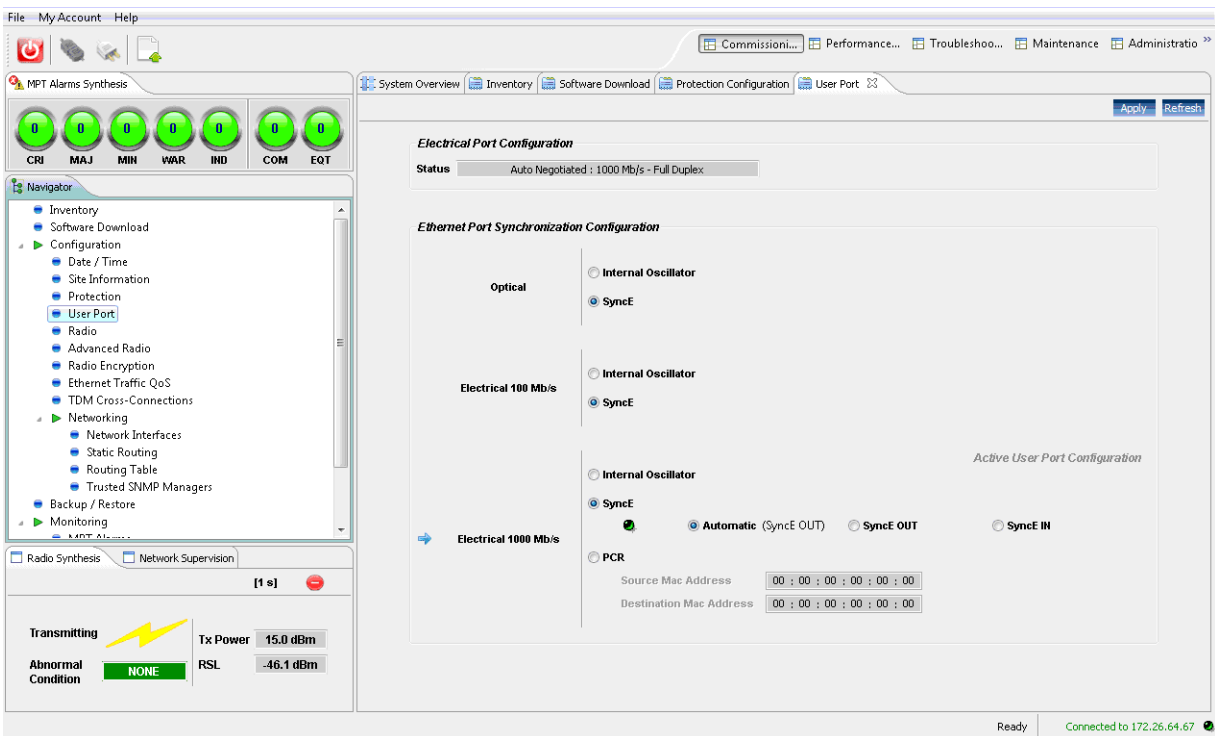 File My Account Help
Commissioni... Performance... Troubleshoo... Maintenance Administratio »
MPT Alarms Synthesis
0 0 0 0 0 0 0
CRI MAJ MIN WAR IND COM EQT
Navigator
Inventory
Software Download
Configuration
Date / Time
Site Information
Protection
User Port
Radio
Advanced Radio
Radio Encryption
Ethernet Traffic QoS
TDM Cross-Connections
Networking
Network Interfaces
Static Routing
Routing Table
Trusted SNMP Managers
Backup / Restore
Monitoring
MPT Alarms
Radio Synthesis Network Supervision
[1 s]
Transmitting
Tx Power 15.0 dBm
Abnormal Condition NONE
RSL -46.1 dBm
System Overview Inventory Software Download Protection Configuration User Port
Apply Refresh
Electrical Port Configuration
Status Auto Negotiated : 1000 Mb/s - Full Duplex
Ethernet Port Synchronization Configuration
Optical
Internal Oscillator
SyncE
Electrical 100 Mb/s
Internal Oscillator
SyncE
Active User Port Configuration
Electrical 1000 Mb/s
Internal Oscillator
SyncE
Automatic (SyncE OUT) SyncE OUT SyncE IN
PCR
Source Mac Address 00 : 00 : 00 : 00 : 00 : 00
Destination Mac Address 00 : 00 : 00 : 00 : 00 : 00
Ready Connected to 172.26.64.67